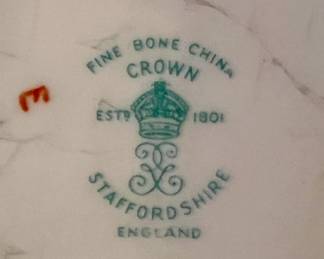 FINE BONE CHINA
CROWN
ESTD 1801
STAFFORDSHIRE
ENGLAND
E